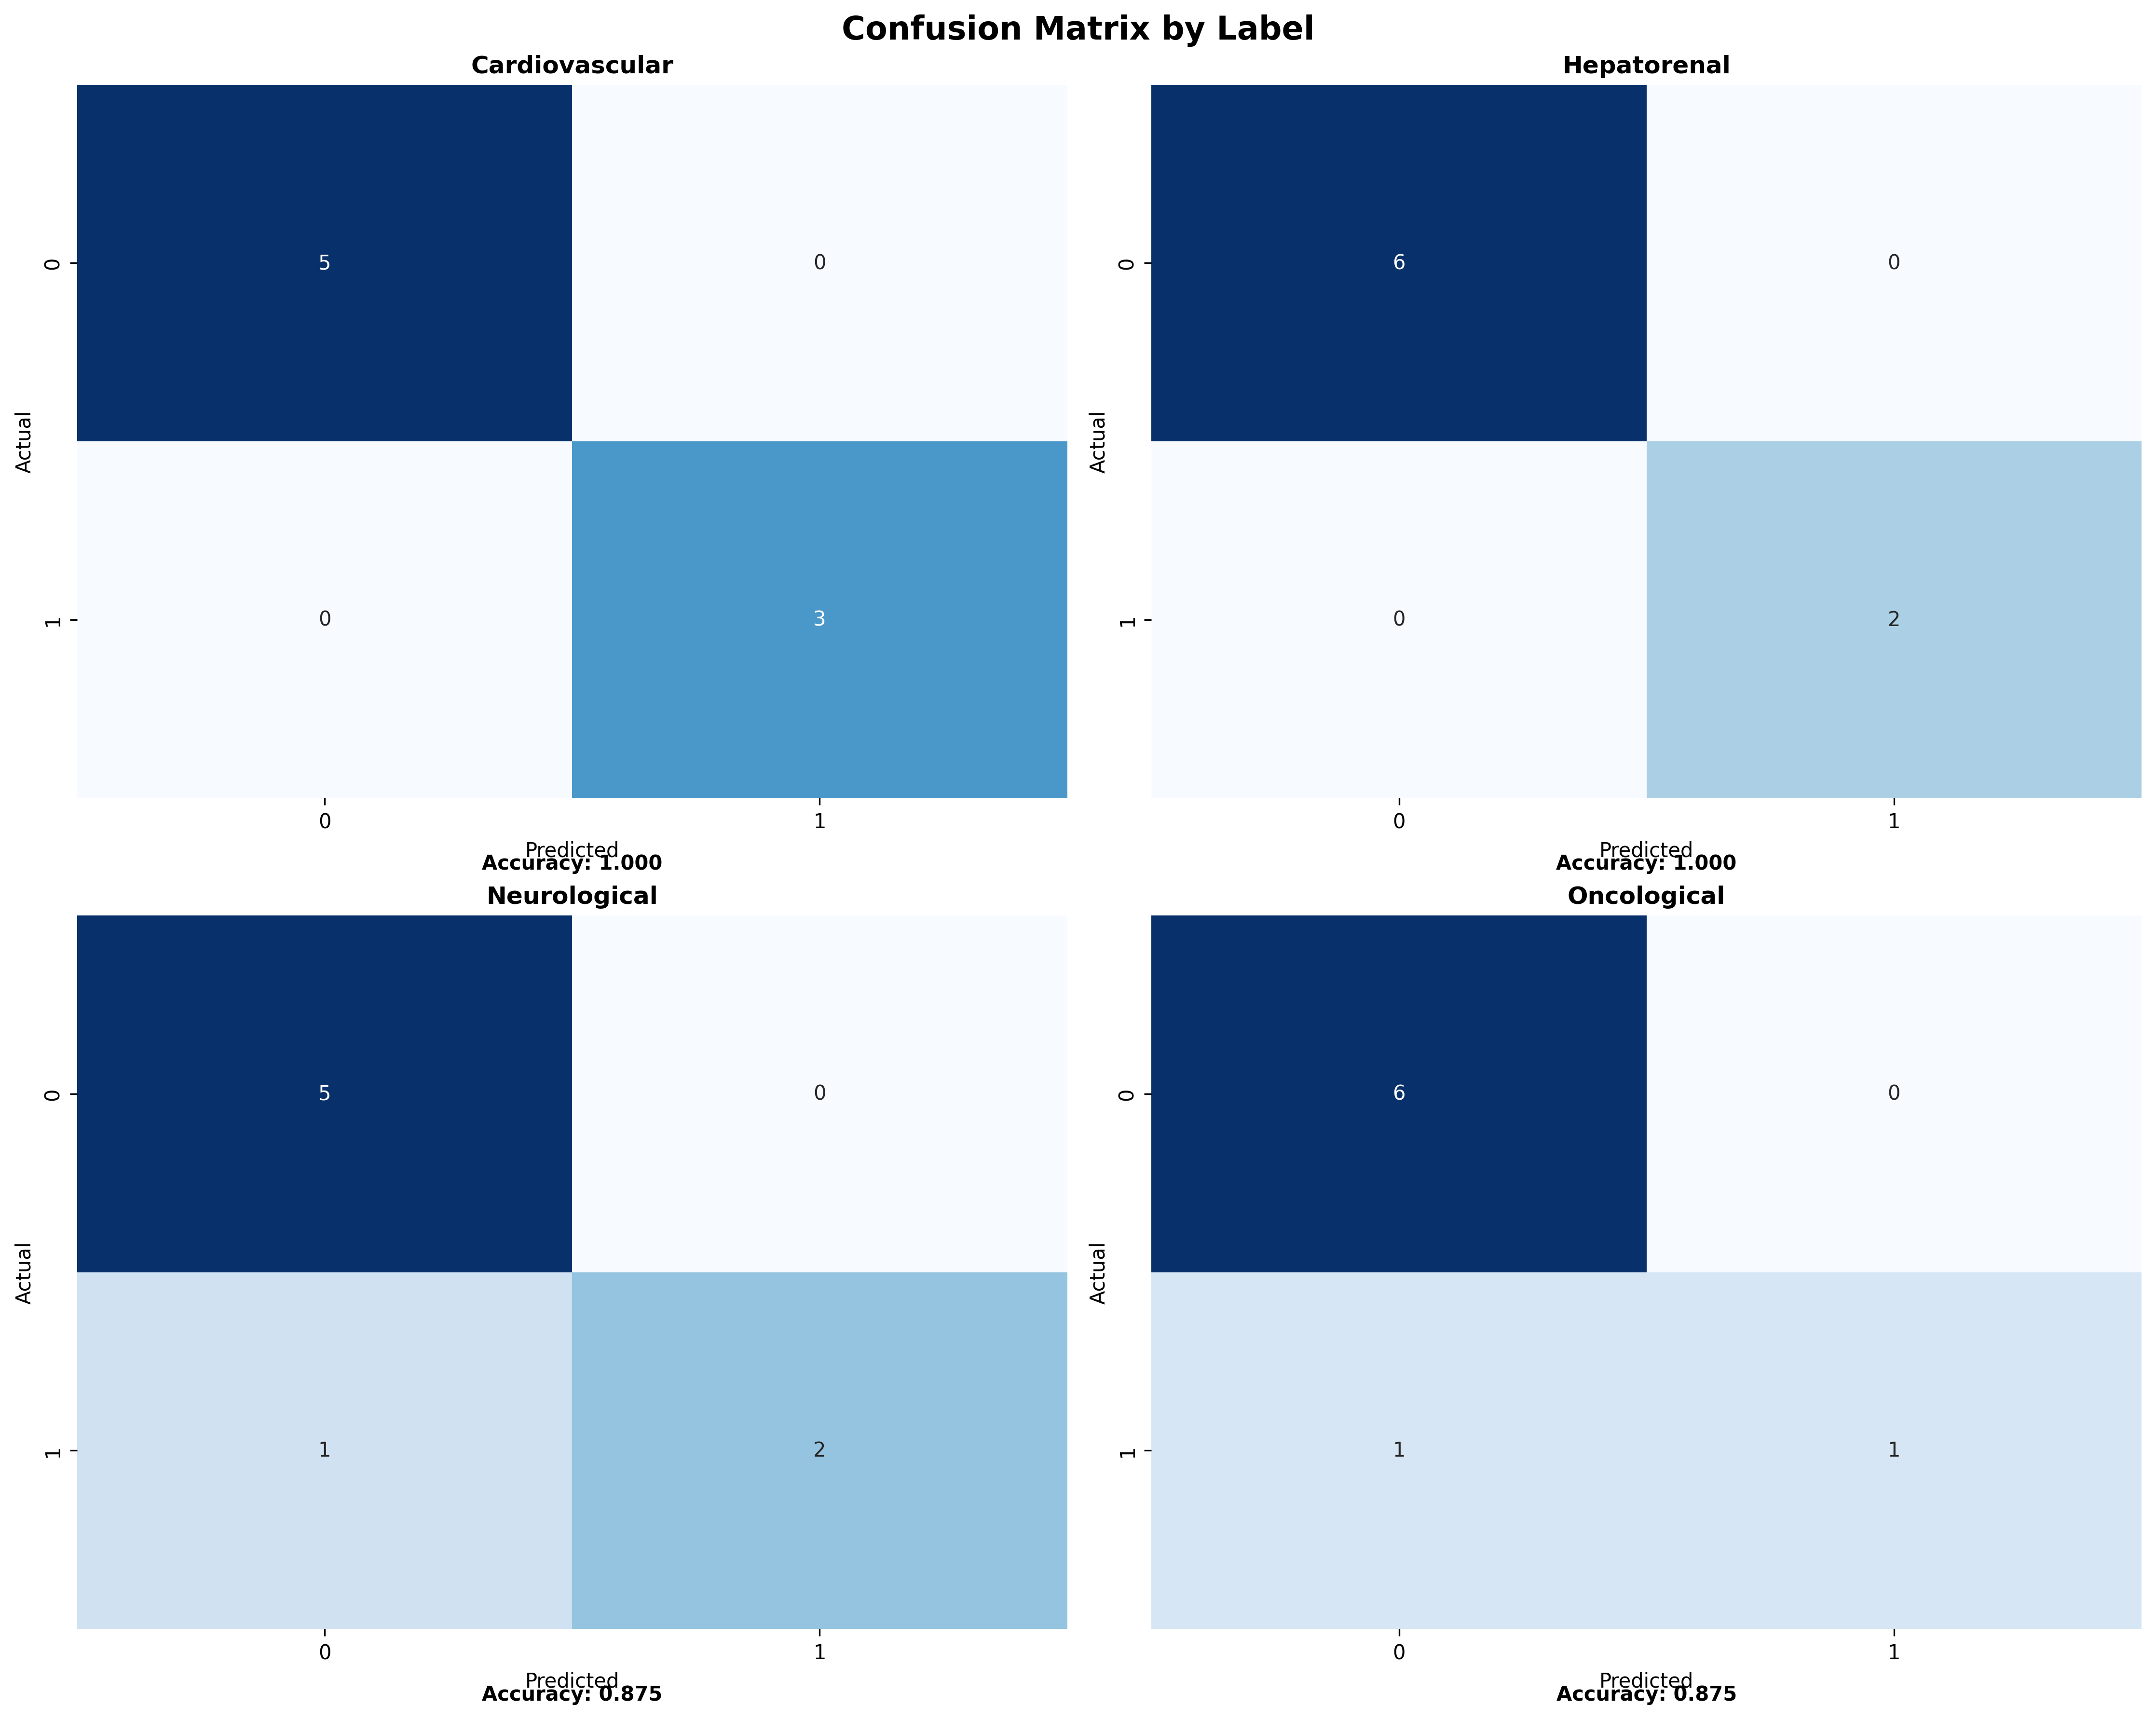 Confusion Matrix by Label
Cardiovascular
0
5
0
Actual
1
0
3
0
1
Predicted
Accuracy: 1.000
Hepatorenal
0
6
0
Actual
1
0
2
0
1
Predicted
Accuracy: 1.000
Neurological
0
5
0
Actual
1
1
2
0
1
Predicted
Accuracy: 0.875
Oncological
0
6
0
Actual
1
1
1
0
1
Predicted
Accuracy: 0.875